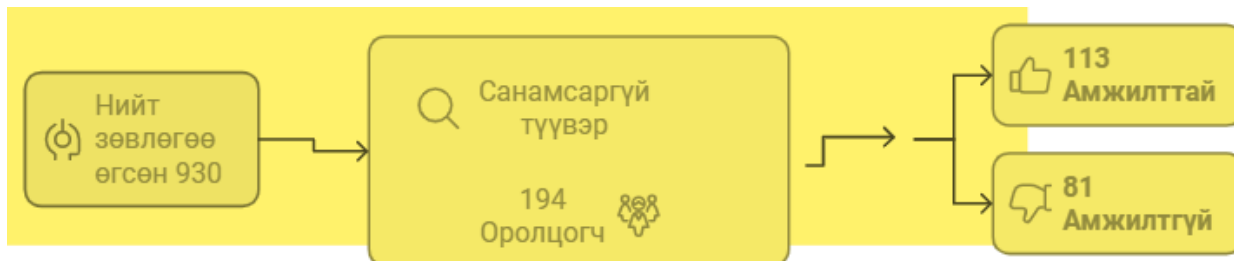 Нийт
зөвлөгөө
өгсөн 930
Санамсаргүй
түүвэр
194
Оролцогч
113
Амжилттай
81
Амжилтгүй